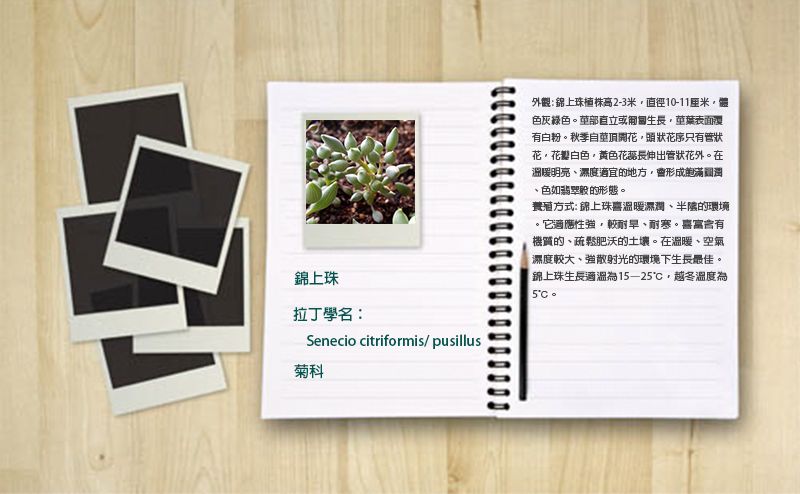 錦上珠
拉丁學名：
Senecio citriformis/ pusillus
菊科
外觀: 錦上珠植株高2-3米，直徑10-11厘米，體
色灰綠色。莖部直立或匍匐生長，莖葉表面覆
有白粉。秋季自莖頂開花，頭狀花序只有管狀
花，花瓣白色，黃色花蕊長伸出管狀花外。在
溫暖明亮、濕度適宜的地方，會形成飽滿圓潤
、色如翡翠般的形態。
養殖方式: 錦上珠喜溫暖濕潤、半陰的環境
。它適應性強，較耐旱、耐寒。喜富含有
機質的、疏鬆肥沃的土壤。在溫暖、空氣
濕度較大、強散射光的環境下生長最佳。
錦上珠生長適溫為15—25℃，越冬溫度為
5℃。